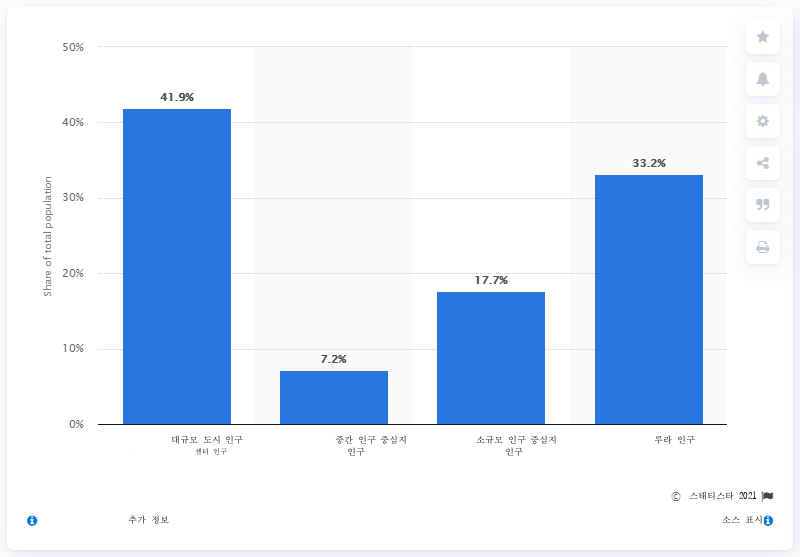 50%
41.9%
40%
33.2%
30%
Share of total population
20%
17.7%
10%
7.2%
0%
대규모 도시 인구
센터 인구
중간 인구 중심지
인구
소규모 인구 중심지
인구
루라 인구
© 스태티스타 2021
추가 정보
소스 표시